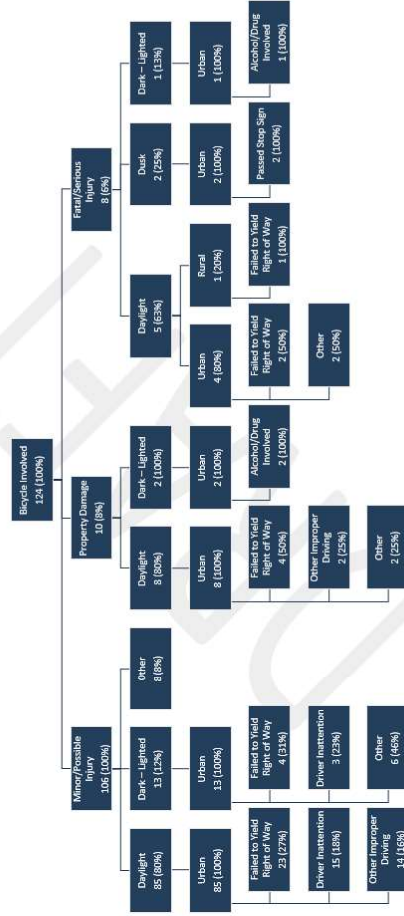 Bicycle Involved
124 (100%)
Minor/Possible
Injury
106 (100%)
Property Damage
10 (8%)
Fatal/Serious
Injury
8 (6%)
Daylight
85 (80%)
Dark – Lighted
13 (12%)
Other
8 (8%)
Daylight
8 (80%)
Dark – Lighted
2 (100%)
Daylight
5 (63%)
Dusk
2 (25%)
Dark – Lighted
1 (13%)
Urban
85 (100%)
Urban
13 (100%)
Urban
8 (100%)
Urban
2 (100%)
Urban
4 (80%)
Rural
1 (20%)
Urban
2 (100%)
Urban
1 (100%)
Failed to Yield
Right of Way
23 (27%)
Failed to Yield
Right of Way
4 (31%)
Failed to Yield
Right of Way
4 (50%)
Alcohol/Drug
Involved
2 (100%)
Failed to Yield
Right of Way
2 (50%)
Failed to Yield
Right of Way
1 (100%)
Passed Stop Sign
2 (100%)
Alcohol/Drug
Involved
1 (100%)
Driver Inattention
15 (18%)
Driver Inattention
3 (23%)
Other Improper
Driving
2 (25%)
Other
2 (50%)
Other Improper
Driving
14 (16%)
Other
6 (46%)
Other
2 (25%)